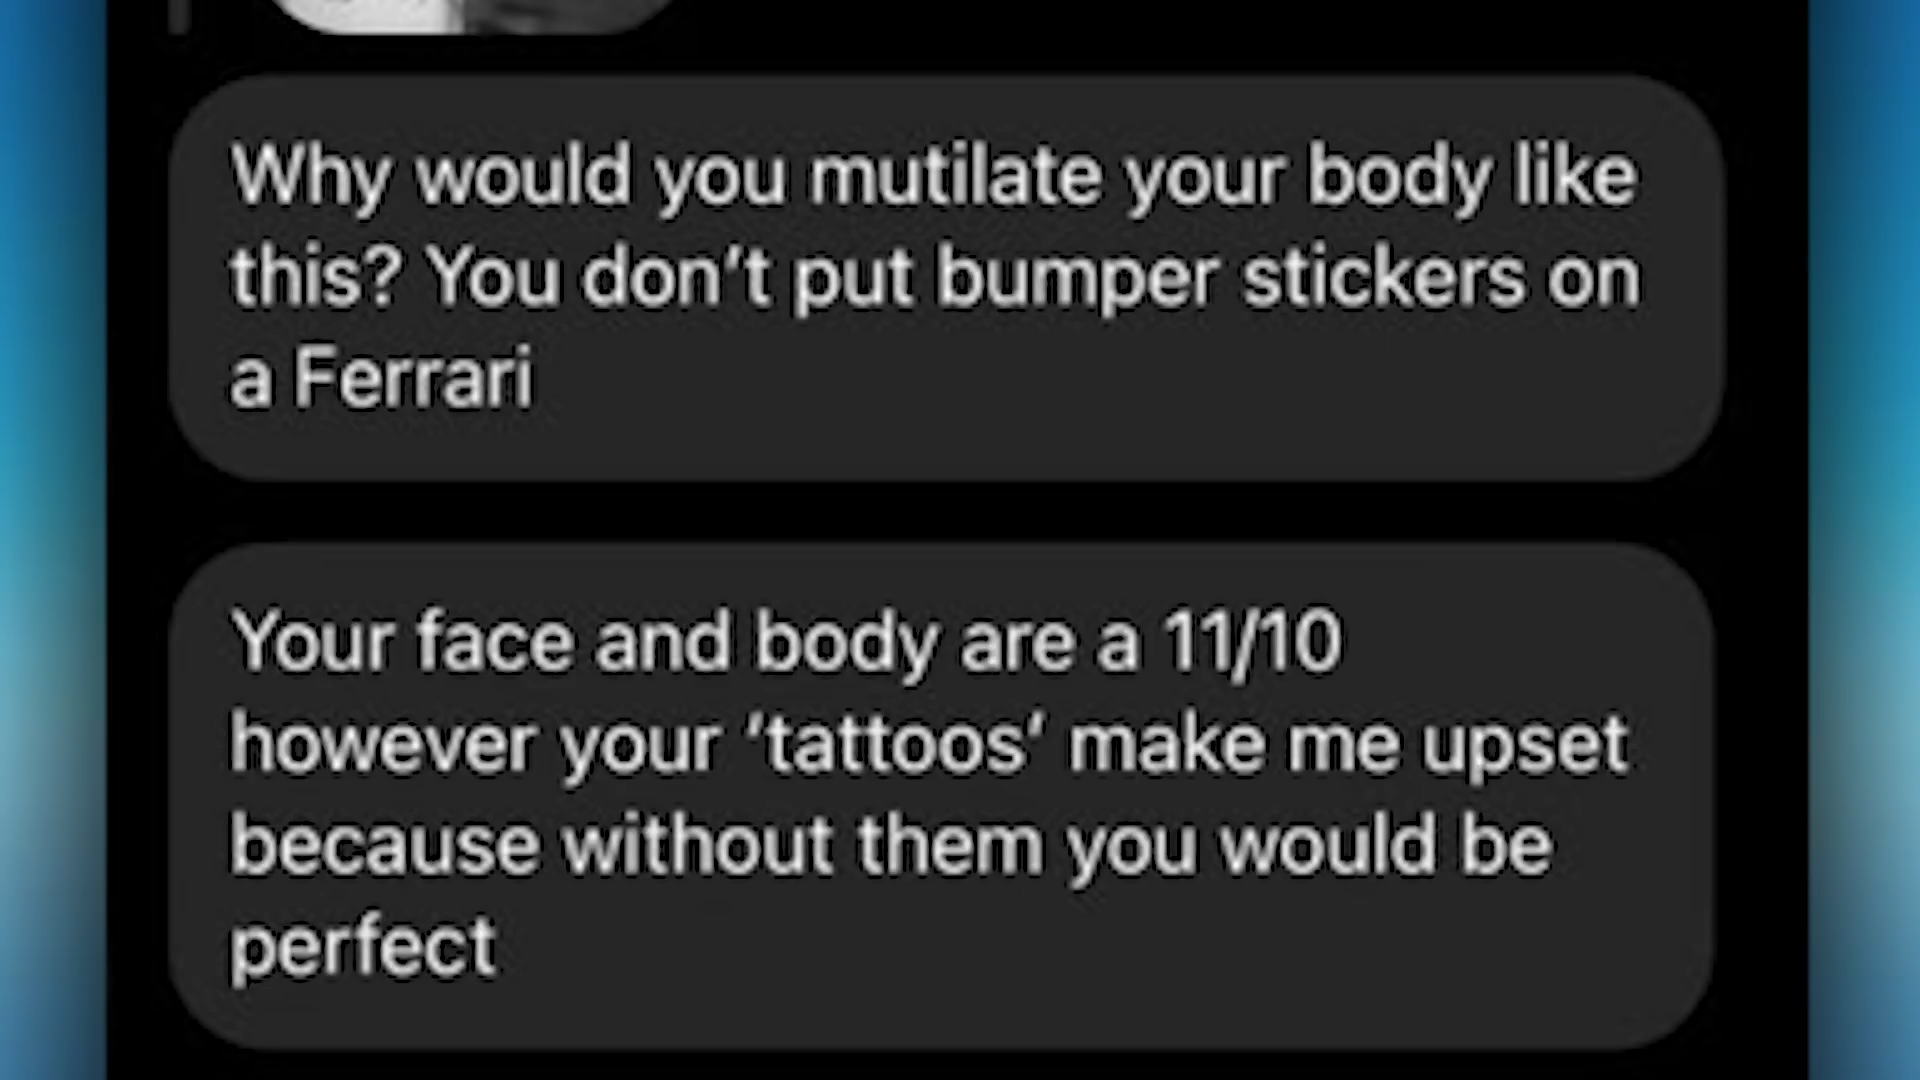 Why would you mutilate your body like
this? You don’t put bumper stickers on
a Ferrari
Your face and body are a 11/10
however your ‘tattoos’ make me upset
because without them you would be
perfect